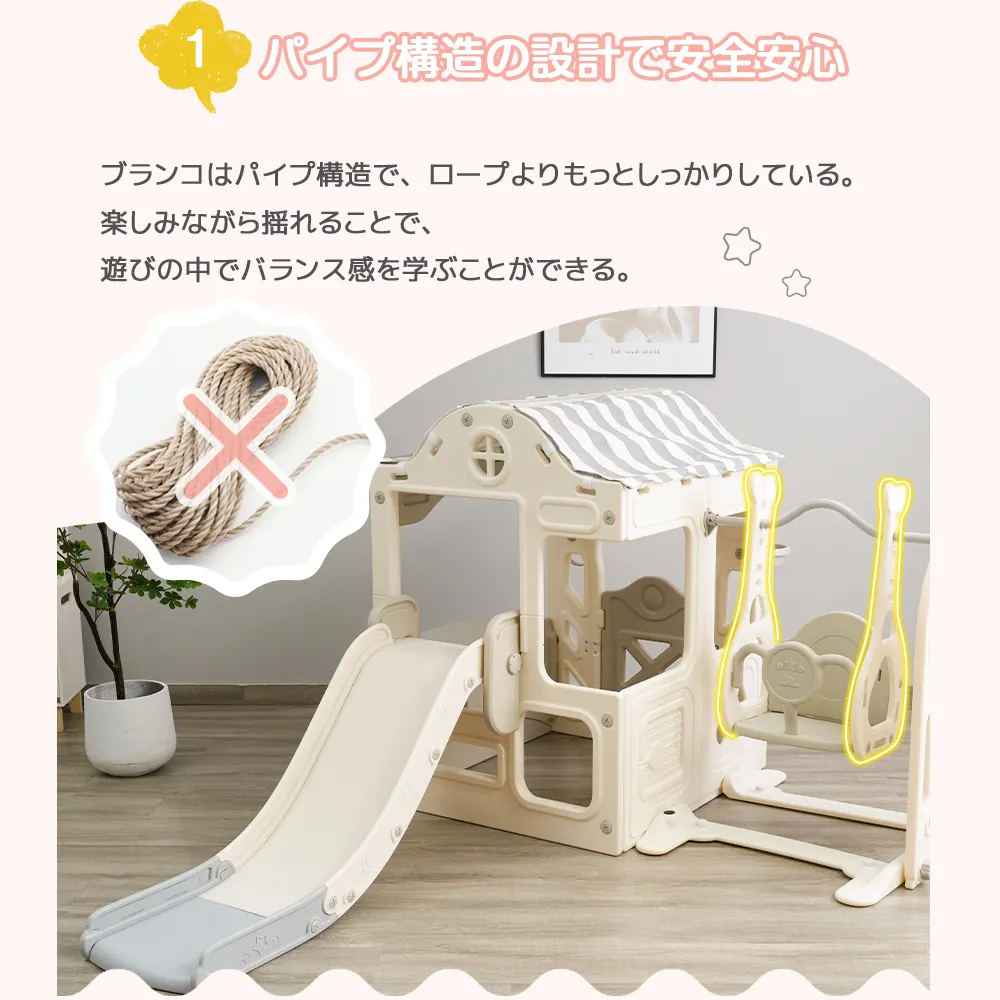 1
パイプ構造の設計で安全安心
ブランコはパイプ構造で、ロープよりもっとしっかりしている。
楽しみながら揺れることで、
遊びの中でバランス感を学ぶことができる。